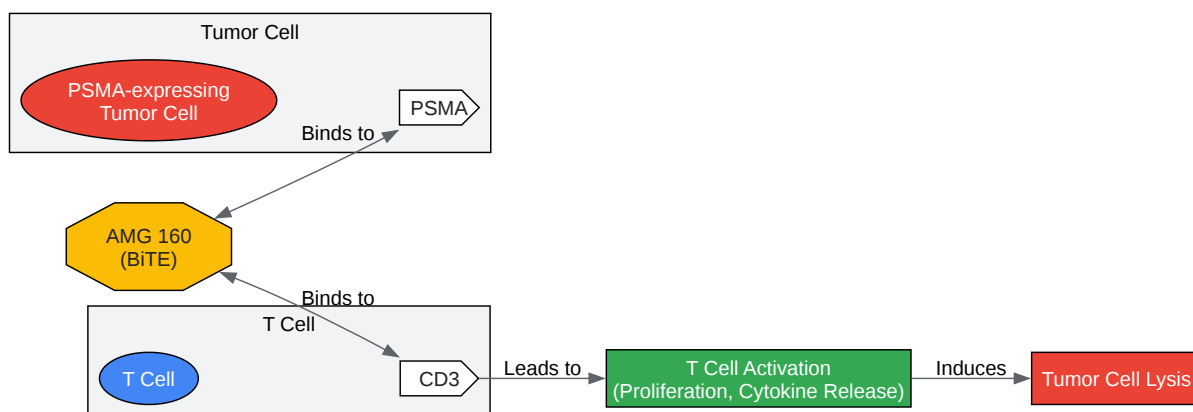 Tumor Cell
PSMA-expressing
Tumor Cell
PSMA
Binds to
AMG 160
(BiTE)
Binds to
T Cell
T Cell
CD3
Leads to
T Cell Activation
(Proliferation, Cytokine Release)
Induces
Tumor Cell Lysis